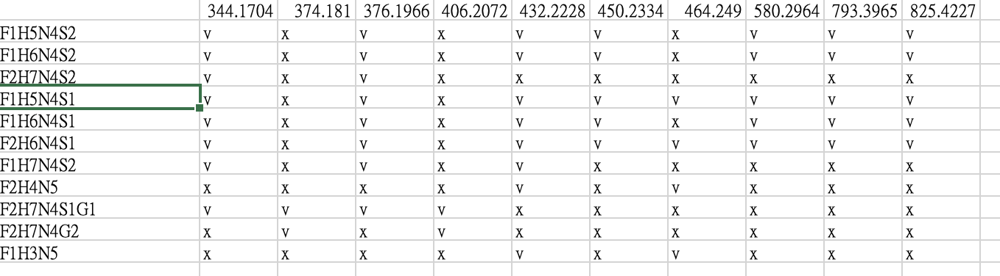 344.1704 374.181 376.1966 406.2072 432.2228 450.2334 464.249 580.2964 793.3965 825.4227
F1H5N4S2 v x v x v v x v v v
F1H6N4S2 v x v x v v x v v v
F2H7N4S2 v x v x x x x x x x
F1H5N4S1 v x v x v v v v v v
F1H6N4S1 v x v x v v x v v v
F2H6N4S1 v x v x v v v v v v
F1H7N4S2 v x v x v x x x x x
F2H4N5 x x x x v x v x x x
F2H7N4S1G1 v v v v x x x x x x
F2H7N4G2 x v x v x x x x x x
F1H3N5 x x x x v x v x x x